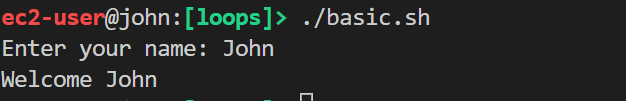 ec2-user@john:[loops]> ./basic.sh
Enter your name: John
Welcome John